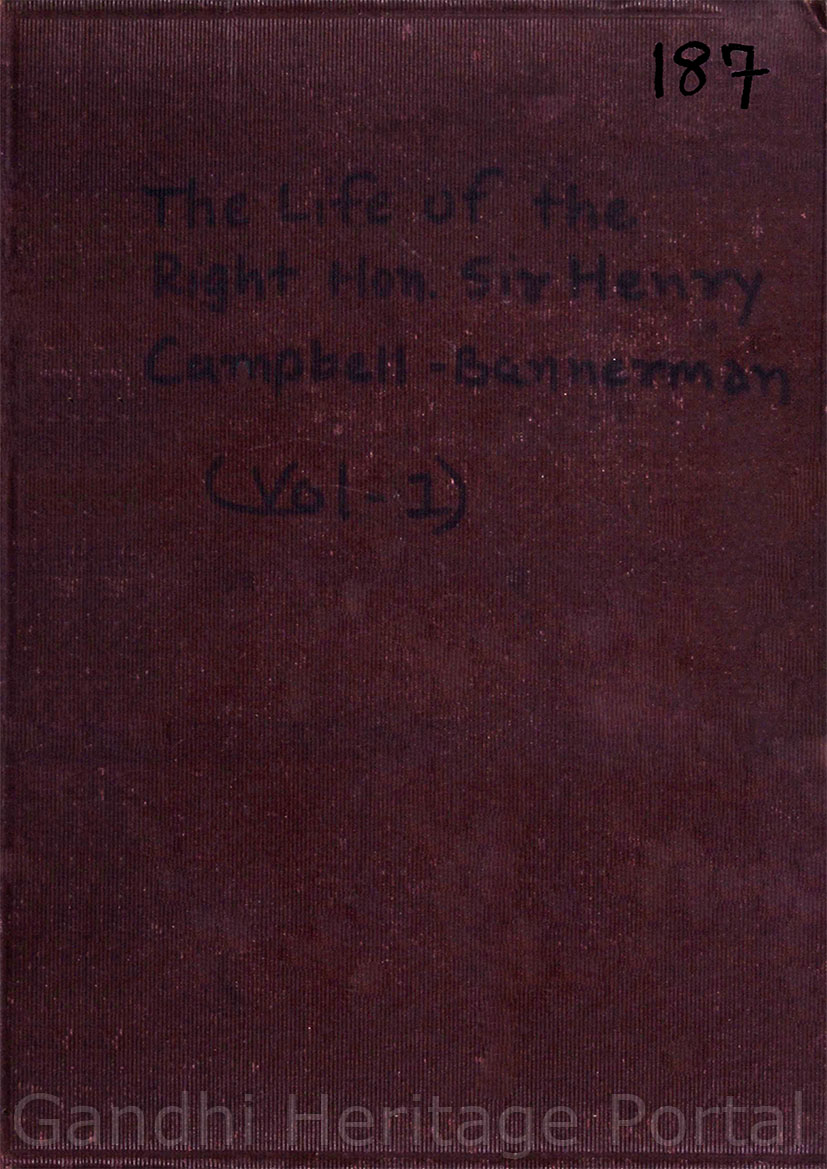 187
The Life of the
Right Hon. Sir Henry
Campbell-Bannerman
(Vol-1)
Gandhi Heritage Portal